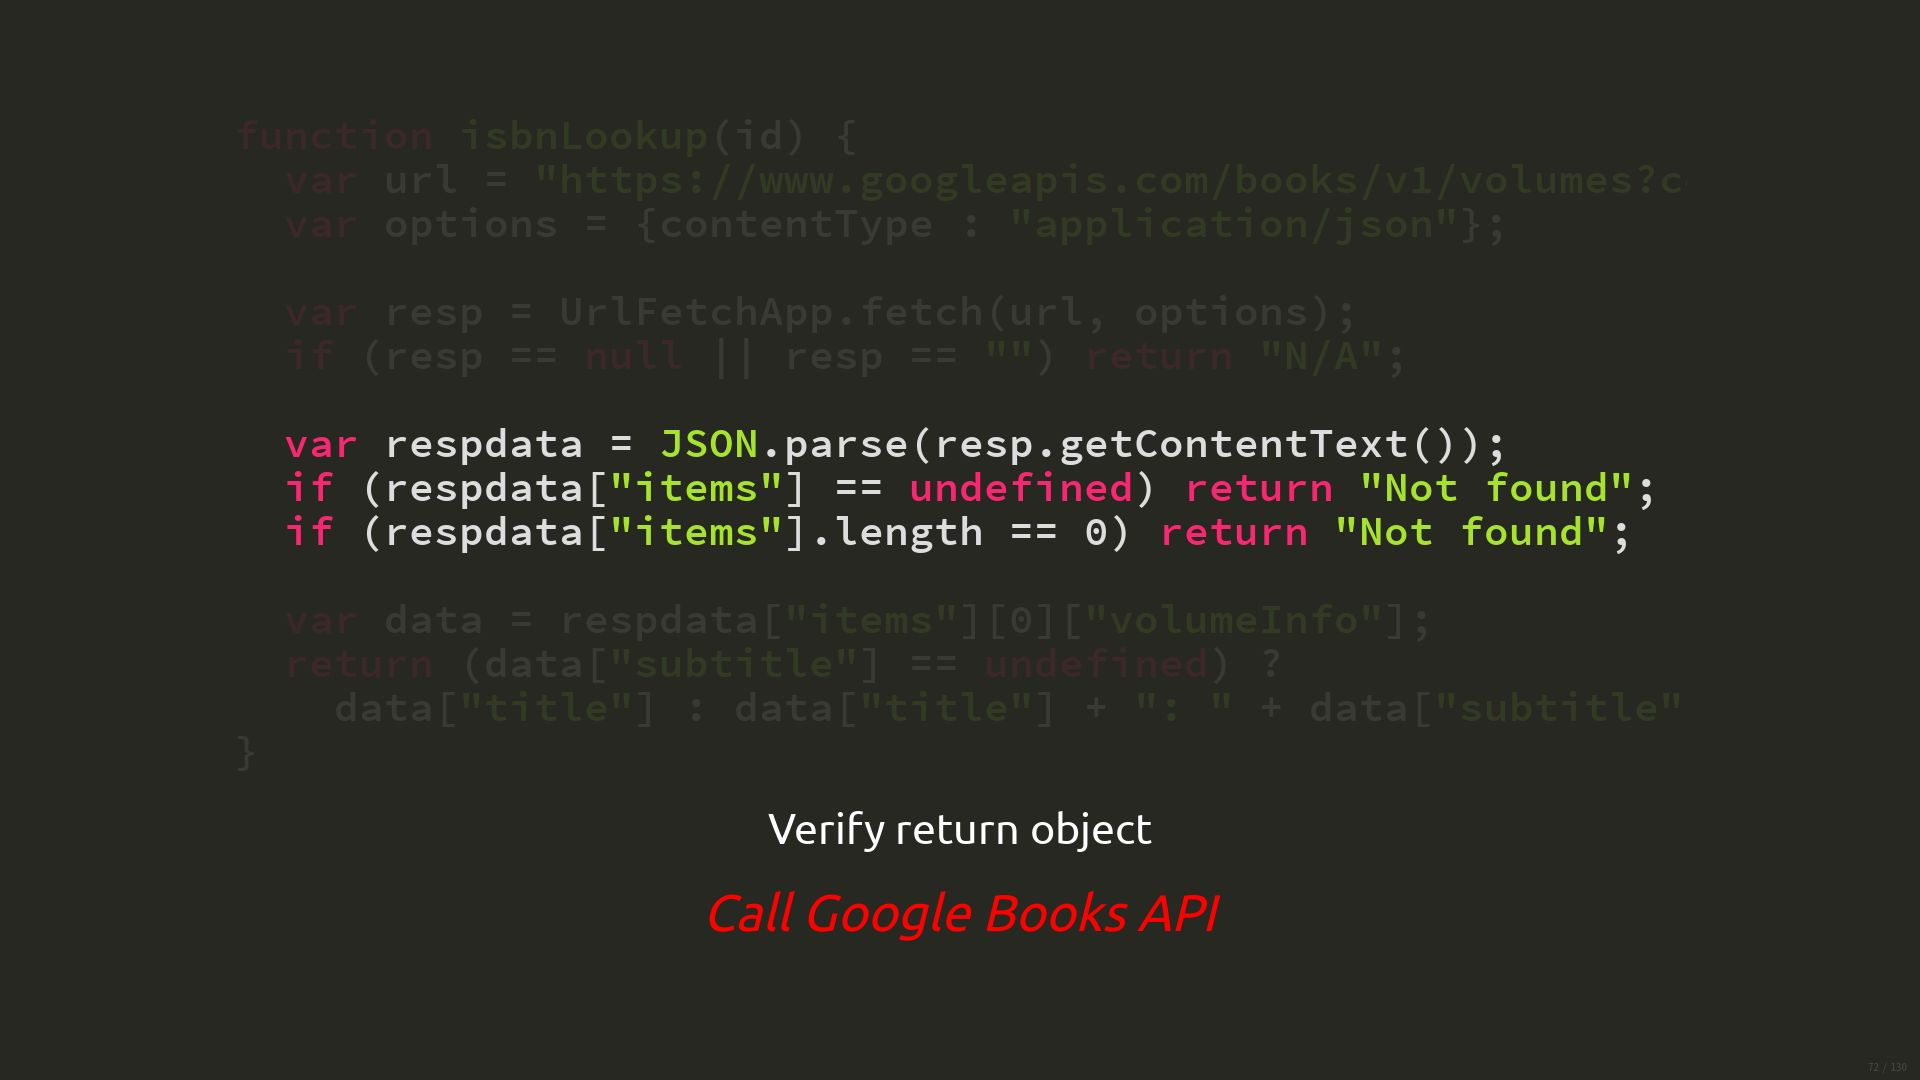 function isbnLookup(id) {
  var url = "https://www.googleapis.com/books/v1/volumes?c
  var options = {contentType : "application/json"};
  var resp = UrlFetchApp.fetch(url, options);
  if (resp == null || resp == "") return "N/A";
  var respdata = JSON.parse(resp.getContentText());
  if (respdata["items"] == undefined) return "Not found";
  if (respdata["items"].length == 0) return "Not found";
  var data = respdata["items"][0]["volumeInfo"];
  return (data["subtitle"] == undefined) ?
    data["title"] : data["title"] + ": " + data["subtitle"
}
Verify return object
Call Google Books API
72 / 130